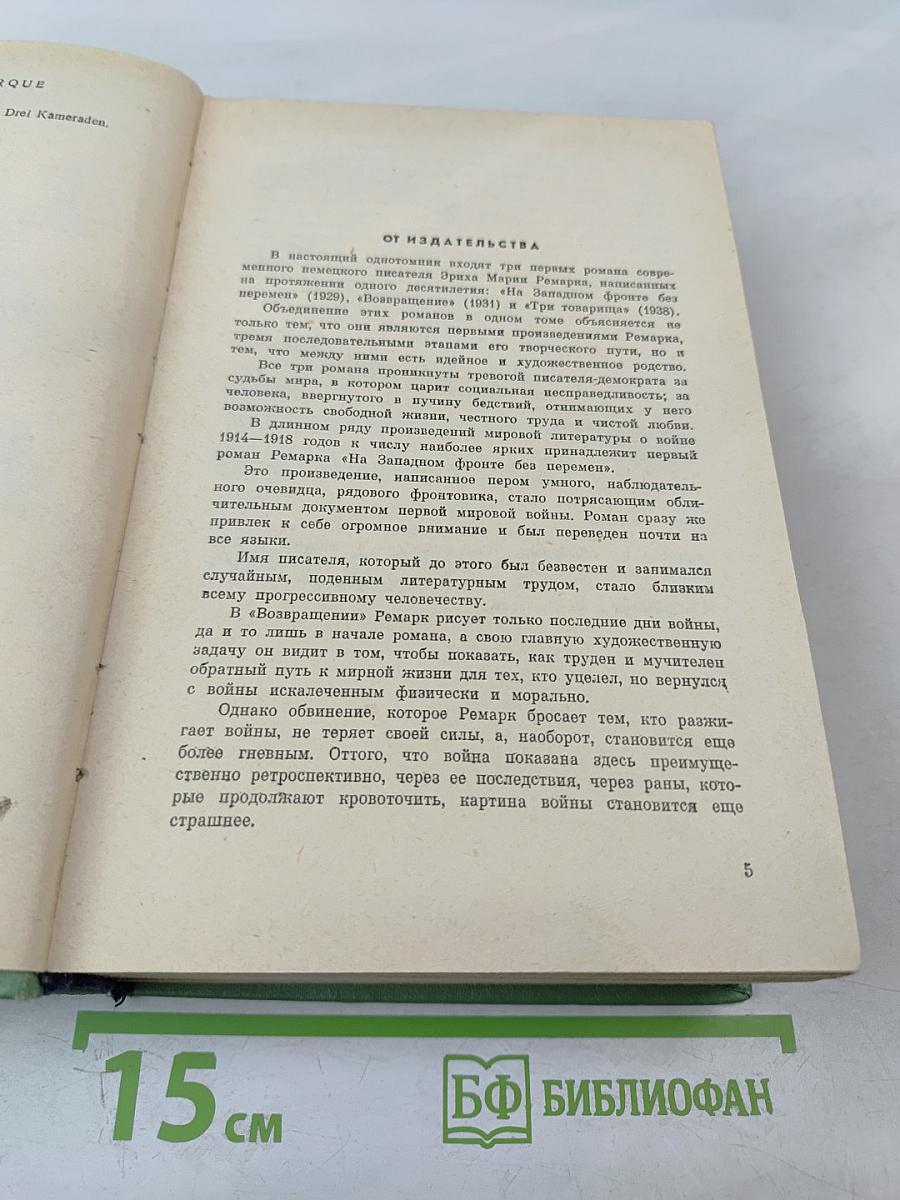 RQUE
Drei Kameraden.
ОТ ИЗДАТЕЛЬСТВА
В настоящий однотомник входят три первых романа совре-
менного немецкого писателя Эриха Марии Ремарка, написанных
на протяжении одного десятилетия: «На Западном фронте без
перемен» (1929), «Возвращение» (1931) и «Три товарища» (1938).
Объединение этих романов в одном томе объясняется не
только тем, что они являются первыми произведениями Ремарка,
тремя последовательными этапами его творческого пути, но и
тем, что между ними есть идейное и художественное родство.
Все три романа проникнуты тревогой писателя-демократа за
судьбы мира, в котором царит социальная несправедливость; за
человека, ввергнутого в пучину бедствий, отнимающих у него
возможность свободной жизни, честного труда и чистой любви.
В длинном ряду произведений мировой литературы о войне
1914—1918 годов к числу наиболее ярких принадлежит первый
роман Ремарка «На Западном фронте без перемен».
Это произведение, написанное пером умного, наблюдатель-
ного очевидца, рядового фронтовика, стало потрясающим обли-
чительным документом первой мировой войны. Роман сразу же
привлек к себе огромное внимание и был переведен почти на
все языки.
Имя писателя, который до этого был безвестен и занимался
случайным, поденным литературным трудом, стало близким
всему прогрессивному человечеству.
В «Возвращении» Ремарк рисует только последние дни войны,
да и то лишь в начале романа, а свою главную художественную
задачу он видит в том, чтобы показать, как труден и мучителен
обратный путь к мирной жизни для тех, кто уцелел, но вернулся
с войны искалеченным физически и морально.
Однако обвинение, которое Ремарк бросает тем, кто разжи-
гает войны, не теряет своей силы, а, наоборот, становится еще
более гневным. Оттого, что война показана здесь преимуще-
ственно ретроспективно, через ее последствия, через раны, кото-
рые продолжают кровоточить, картина войны становится еще
страшнее.
5
15 см
БФ БИБЛИОФАН